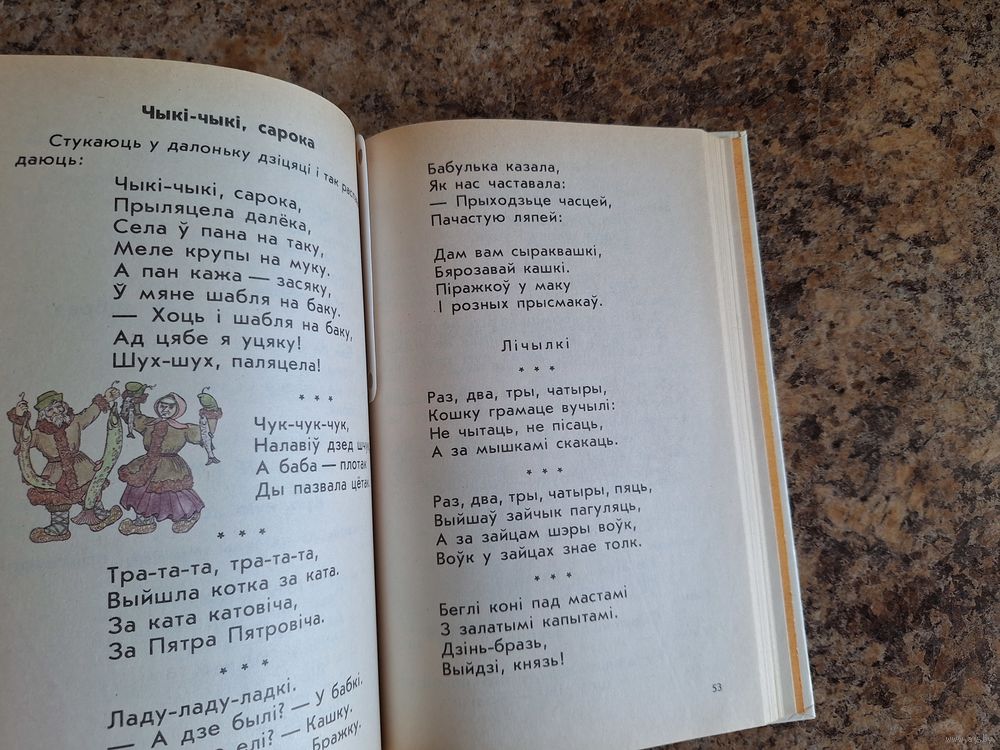 Чыкі-чыкі, сарока
Стукаюць у далоньку дзіцяці і так
даюць:
Чыкі-чыкі, сарока,
Прыляцела далёка,
Села ў пана на таку,
Меле крупы на муку.
А пан кажа — засяку,
Ў мяне шабля на баку.
— Хоць і шабля на баку,
Ад цябе я уцяку!
Шух-шух, паляцела!
* * *
Чук-чук-чук,
Налавіў дзед
А баба — плотак
Ды пазвала
* * *
Тра-та-та, тра-та-та,
Выйшла котка за ката.
За ката катовіча,
За Пятра Пятровіча.
* * *
Ладу-ладу-ладкі.
— А дзе былі? — У бабкі.
елі? — Кашку.
Бражку.
Бабулька казала,
Як нас частавала:
— Прыходзьце часцей,
Пачастую ляпей:
Дам вам сыраквашкі,
Бярозавай кашкі.
Піражкоў у маку
І розных прысмакаў.
Лічылкі
* * *
Раз, два, тры, чатыры,
Кошку грамаце вучылі:
Не чытаць, не пісаць,
А за мышкамі скакаць.
* * *
Раз, два, тры, чатыры, пяць,
Выйшаў зайчык пагуляць,
А за зайцам шэры воўк,
Воўк у зайцах знае толк.
* * *
Беглі коні пад мастамі
З залатымі капытамі.
Дзінь-бразь,
Выйдзі, князь!
53